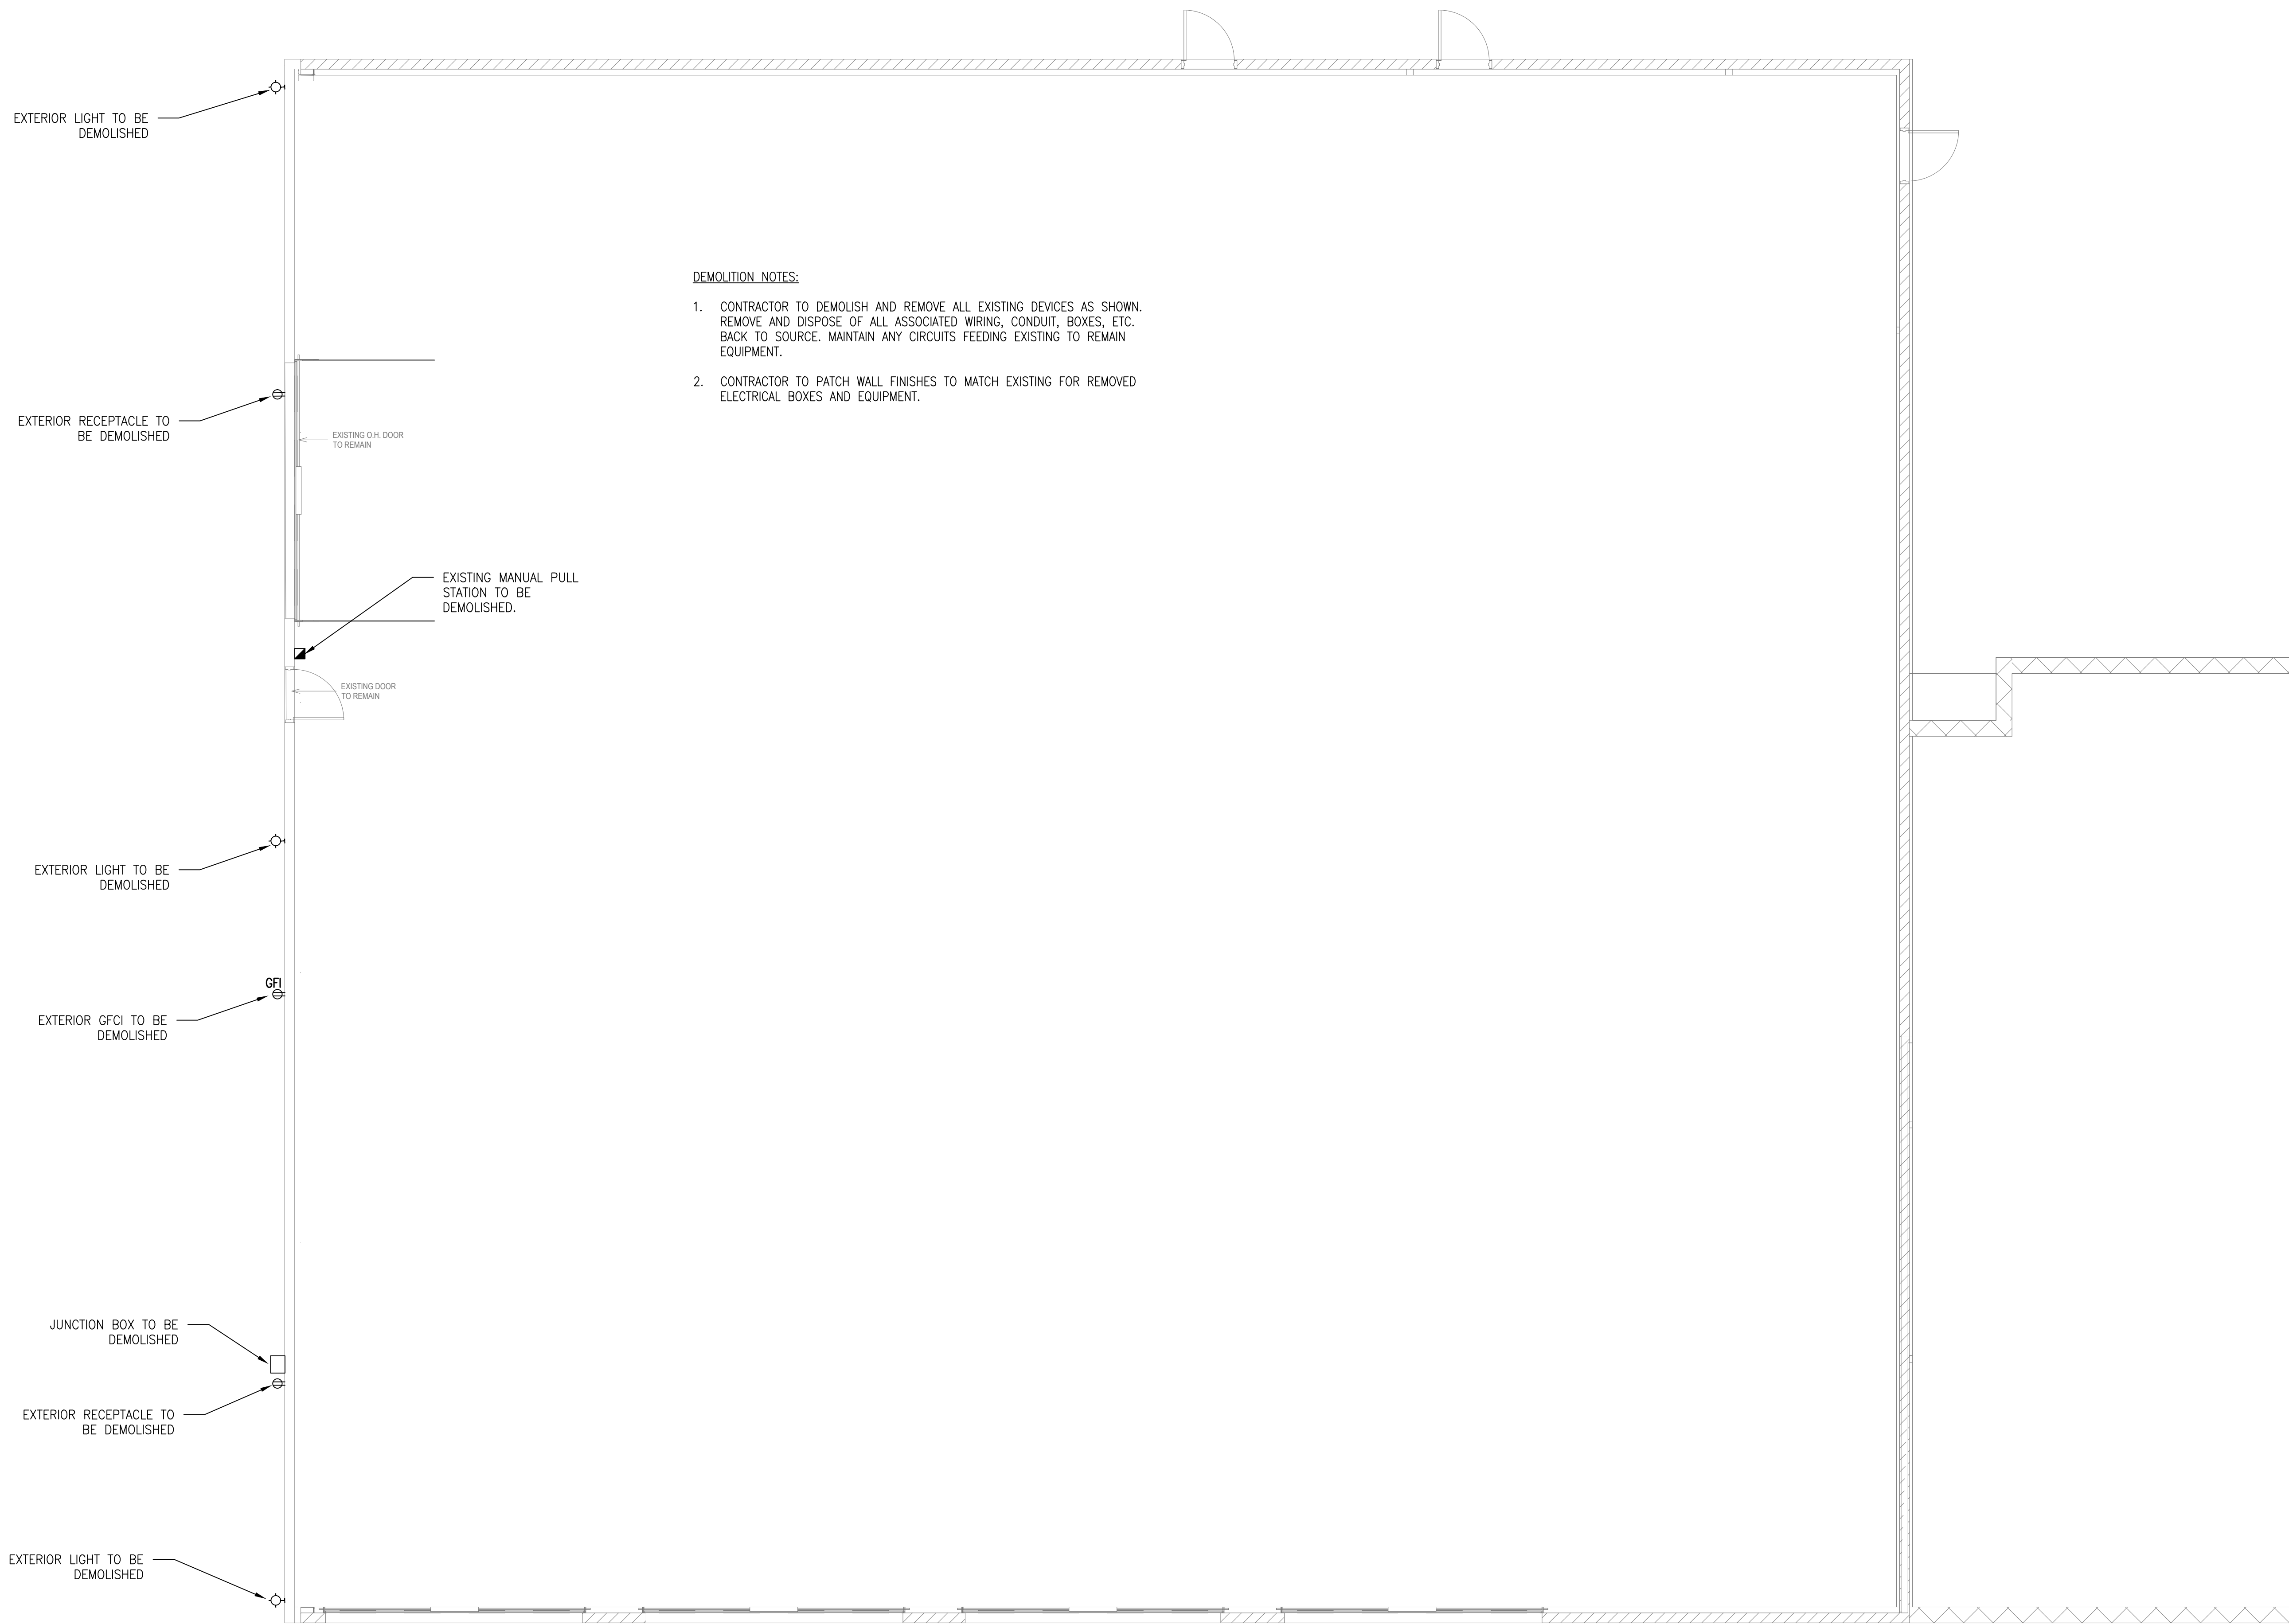 EXTERIOR LIGHT TO BE
DEMOLISHED
DEMOLITION NOTES:
1. CONTRACTOR TO DEMOLISH AND REMOVE ALL EXISTING DEVICES AS SHOWN.
REMOVE AND DISPOSE OF ALL ASSOCIATED WIRING, CONDUIT, BOXES, ETC.
BACK TO SOURCE. MAINTAIN ANY CIRCUITS FEEDING EXISTING TO REMAIN
EQUIPMENT.
2. CONTRACTOR TO PATCH WALL FINISHES TO MATCH EXISTING FOR REMOVED
ELECTRICAL BOXES AND EQUIPMENT.
EXTERIOR RECEPTACLE TO
BE DEMOLISHED
EXISTING O.H. DOOR
TO REMAIN
EXISTING MANUAL PULL
STATION TO BE
DEMOLISHED.
EXISTING DOOR
TO REMAIN
EXTERIOR LIGHT TO BE
DEMOLISHED
GFI
EXTERIOR GFCI TO BE
DEMOLISHED
JUNCTION BOX TO BE
DEMOLISHED
EXTERIOR RECEPTACLE TO
BE DEMOLISHED
EXTERIOR LIGHT TO BE
DEMOLISHED